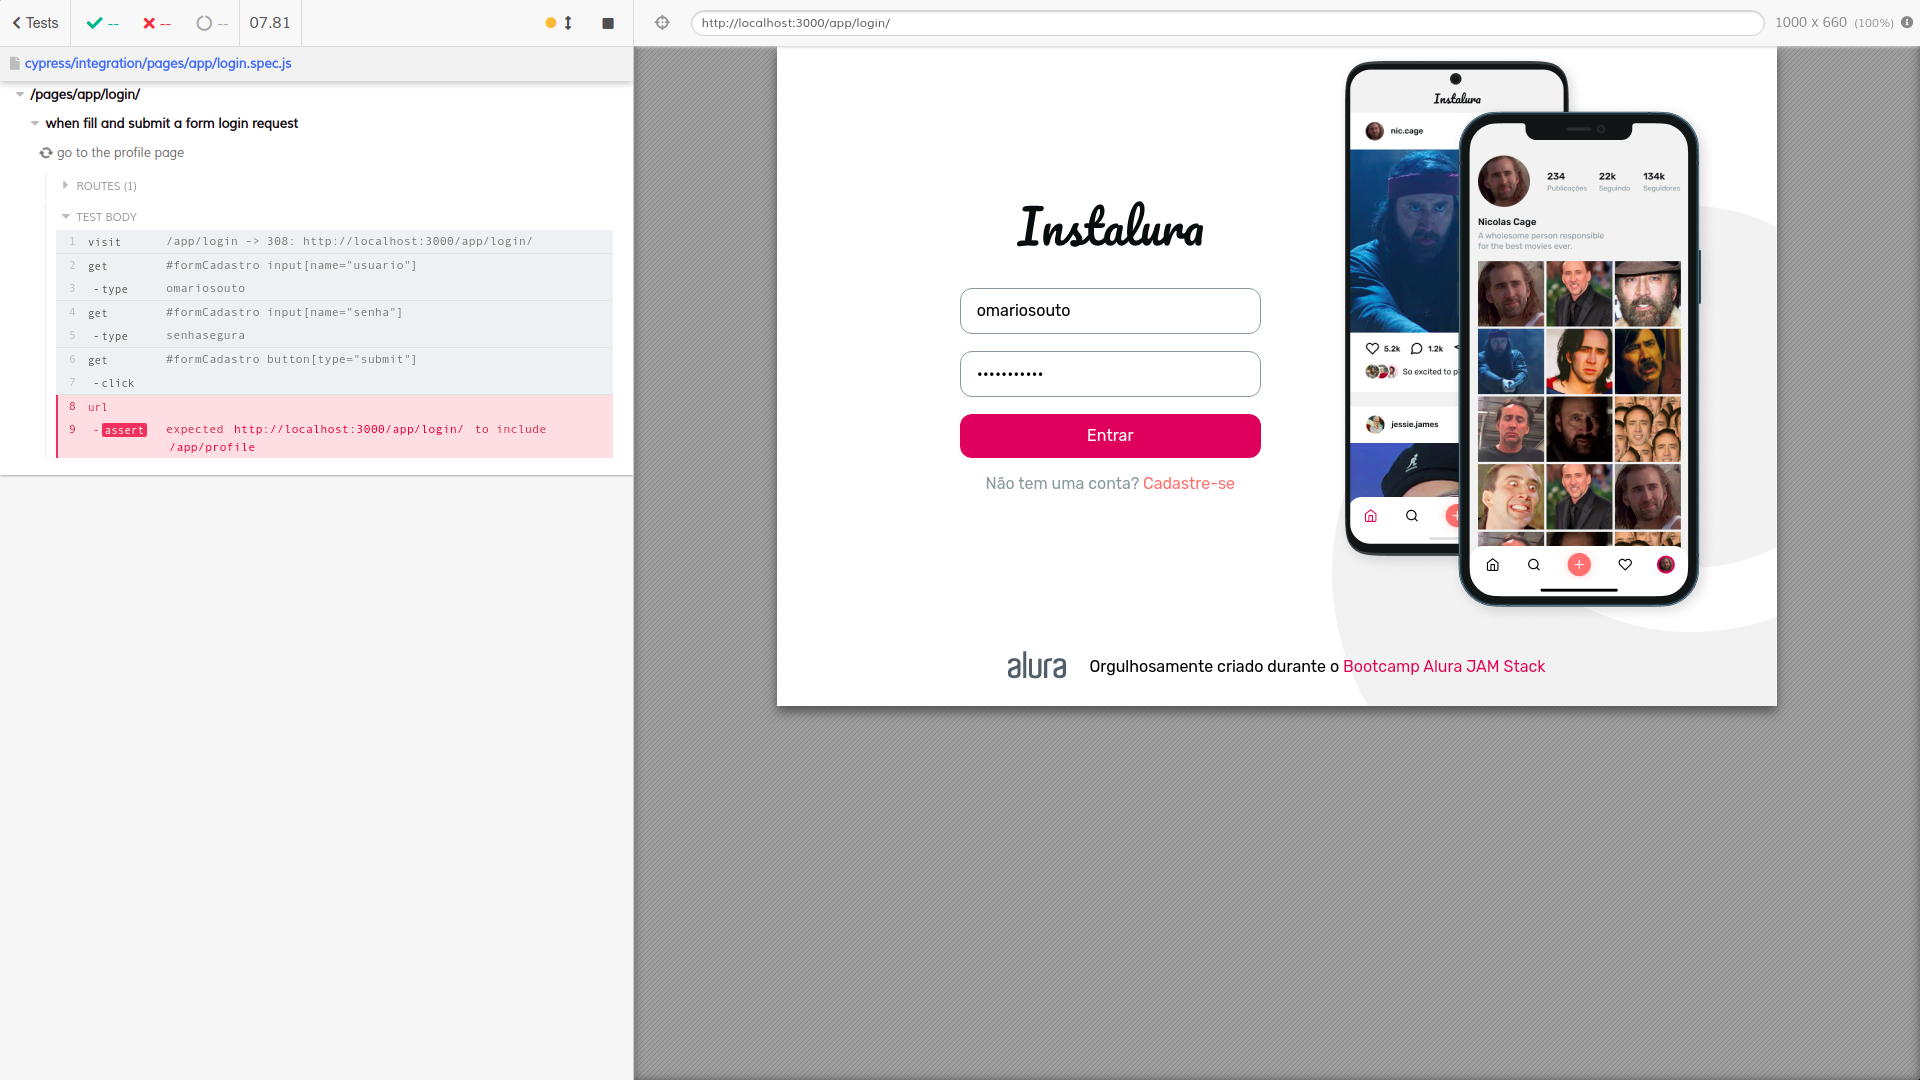 Tests
--
--
--
07.81
http://localhost:3000/app/login/
1000 x 660 (100%)
cypress/integration/pages/app/login.spec.js
/pages/app/login/
when fill and submit a form login request
go to the profile page
ROUTES (1)
TEST BODY
1 visit /app/login -> 308: http://localhost:3000/app/login/
2 get #formCadastro input[name="usuario"]
3 -type omariosouto
4 get #formCadastro input[name="senha"]
5 -type senhasegura
6 get #formCadastro button[type="submit"]
7 -click
8 url
9 -assert expected http://localhost:3000/app/login/ to include
/app/profile
Instalura
omariosouto
•••••••••••
Entrar
Não tem uma conta? Cadastre-se
Instalura
nic.cage
5.2k 1.2k
So excited to p
jessie.james
234 22k 134k
Publicações Seguindo Seguidores
Nicolas Cage
A wholesome person responsible
for the best movies ever.
alura Orgulhosamente criado durante o Bootcamp Alura JAM Stack